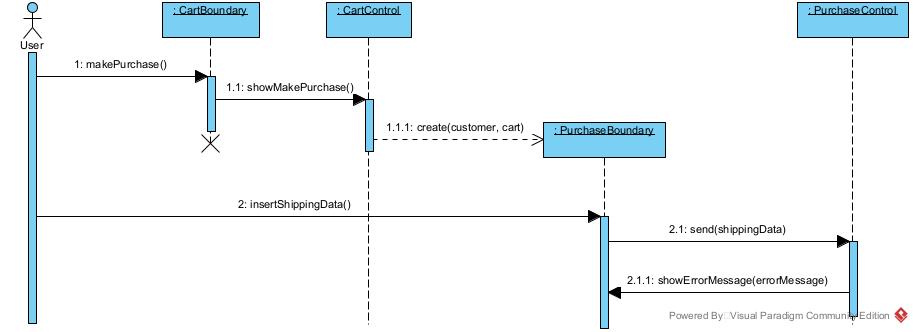 : CartBoundary
: CartControl
: PurchaseControl
User
1: makePurchase()
1.1: showMakePurchase()
1.1.1: create(customer, cart)
: PurchaseBoundary
2: insertShippingData()
2.1: send(shippingData)
2.1.1: showErrorMessage(errorMessage)
Powered By Visual Paradigm Community Edition